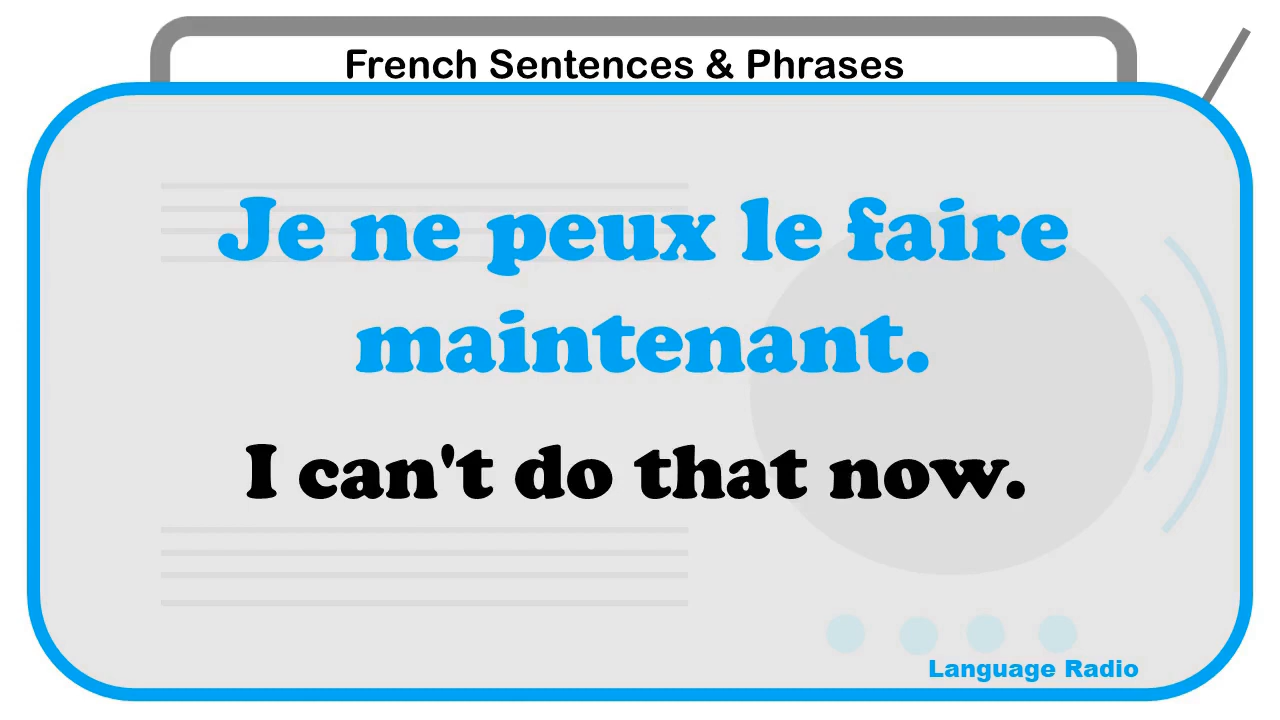 French Sentences & Phrases
Je ne peux le faire
maintenant.
I can't do that now.
Language Radio